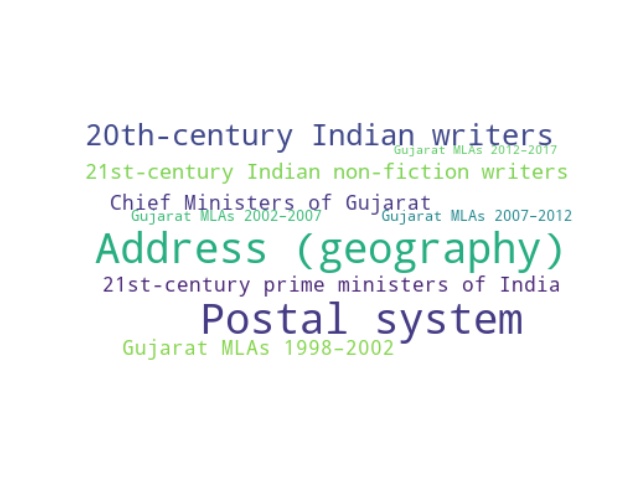 20th-century Indian writers
Gujarat MLAs 2012–2017
21st-century Indian non-fiction writers
Chief Ministers of Gujarat
Gujarat MLAs 2002–2007
Gujarat MLAs 2007–2012
Address (geography)
21st-century prime ministers of India
Postal system
Gujarat MLAs 1998–2002